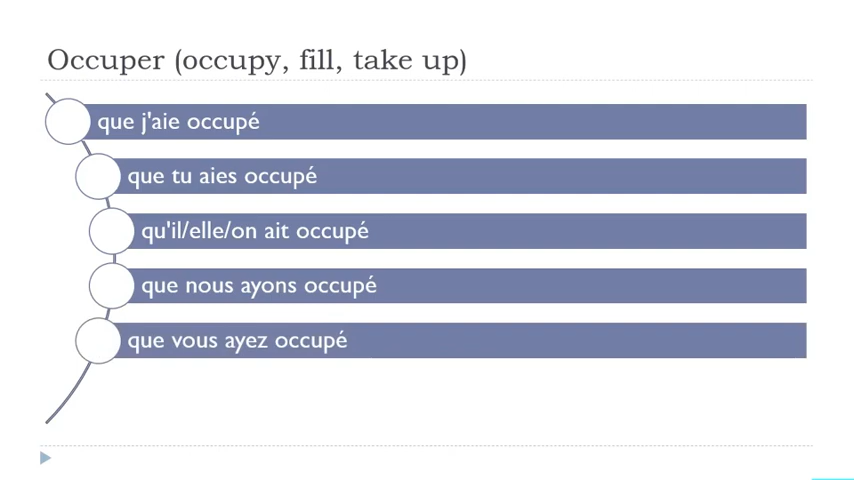 Occuper (occupy, fill, take up)
que j'aie occupé
que tu aies occupé
qu'il/elle/on ait occupé
que nous ayons occupé
que vous ayez occupé